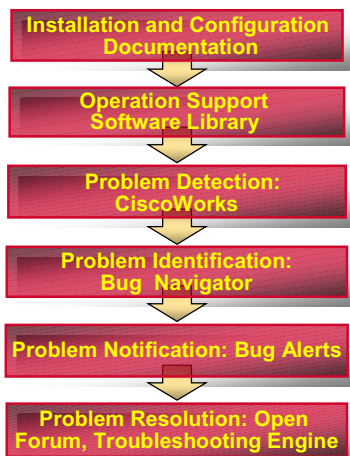 Installation and Configuration
Documentation
Operation Support
Software Library
Problem Detection:
CiscoWorks
Problem Identification:
Bug Navigator
Problem Notification: Bug Alerts
Problem Resolution: Open
Forum, Troubleshooting Engine